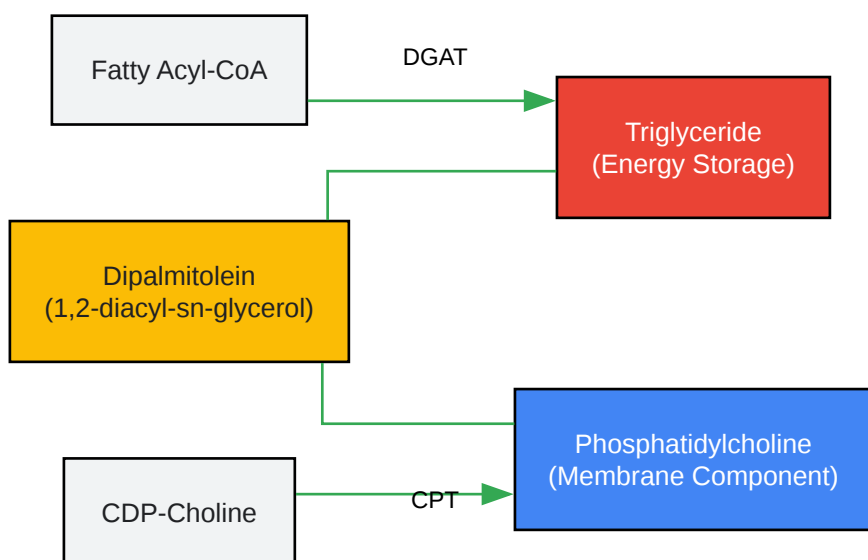 Fatty Acyl-CoA
DGAT
Triglyceride
(Energy Storage)
Dipalmitolein
(1,2-diacyl-sn-glycerol)
Phosphatidylcholine
(Membrane Component)
CDP-Choline
CPT